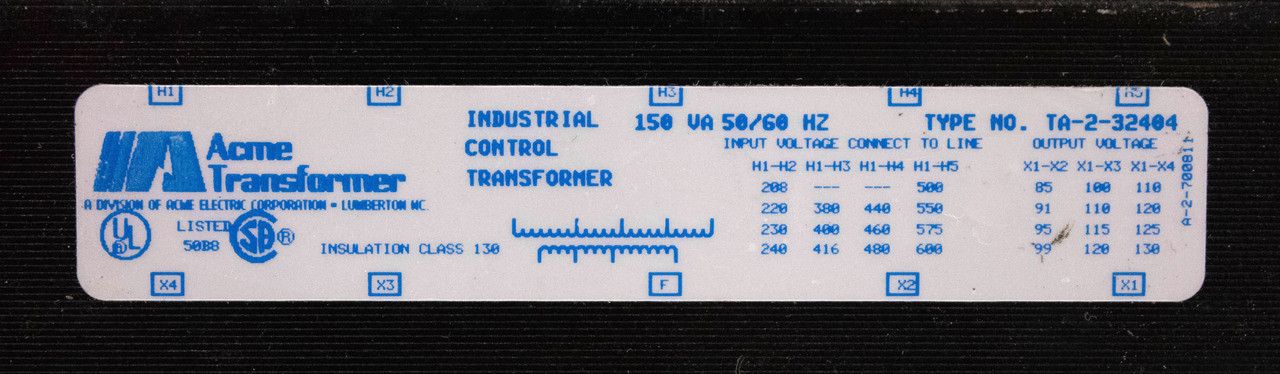 H1 H2 H3 H4 H5
INDUSTRIAL 150 VA 50/60 HZ TYPE NO. TA-2-32404
CONTROL
TRANSFORMER
Acme
Transformer
A DIVISION OF ACME ELECTRIC CORPORATION • LUMBERTON NC.
UL
LISTED
50B8
SA®
INSULATION CLASS 130
INPUT VOLTAGE CONNECT TO LINE OUTPUT VOLTAGE
H1-H2 H1-H3 H1-H4 H1-H5 X1-X2 X1-X3 X1-X4
208 --- --- 500 85 100 110
220 380 440 550 91 110 120
230 400 460 575 95 115 125
240 416 480 600 99 120 130
A-2-700811
X4 X3 F X2 X1